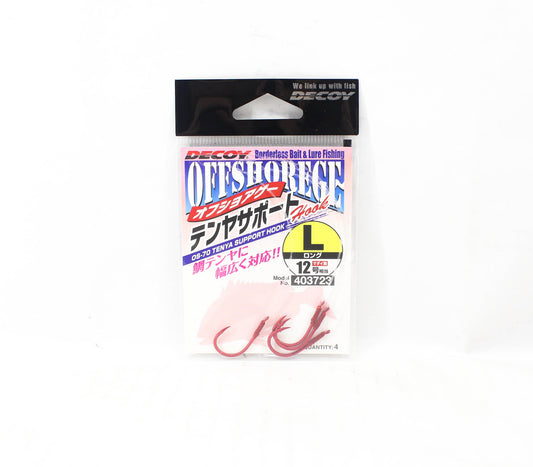 We link up with fish
DECOY
DECOY Borderless Bait & Lure Fishing
OFFSHOREGE
オフショアゲー
テンヤサポート
Hook
OS-70 TENYA SUPPORT HOOK
鯛テンヤに
幅広く対応!!
L
ロング
12号相当
403723
QUANTITY:4